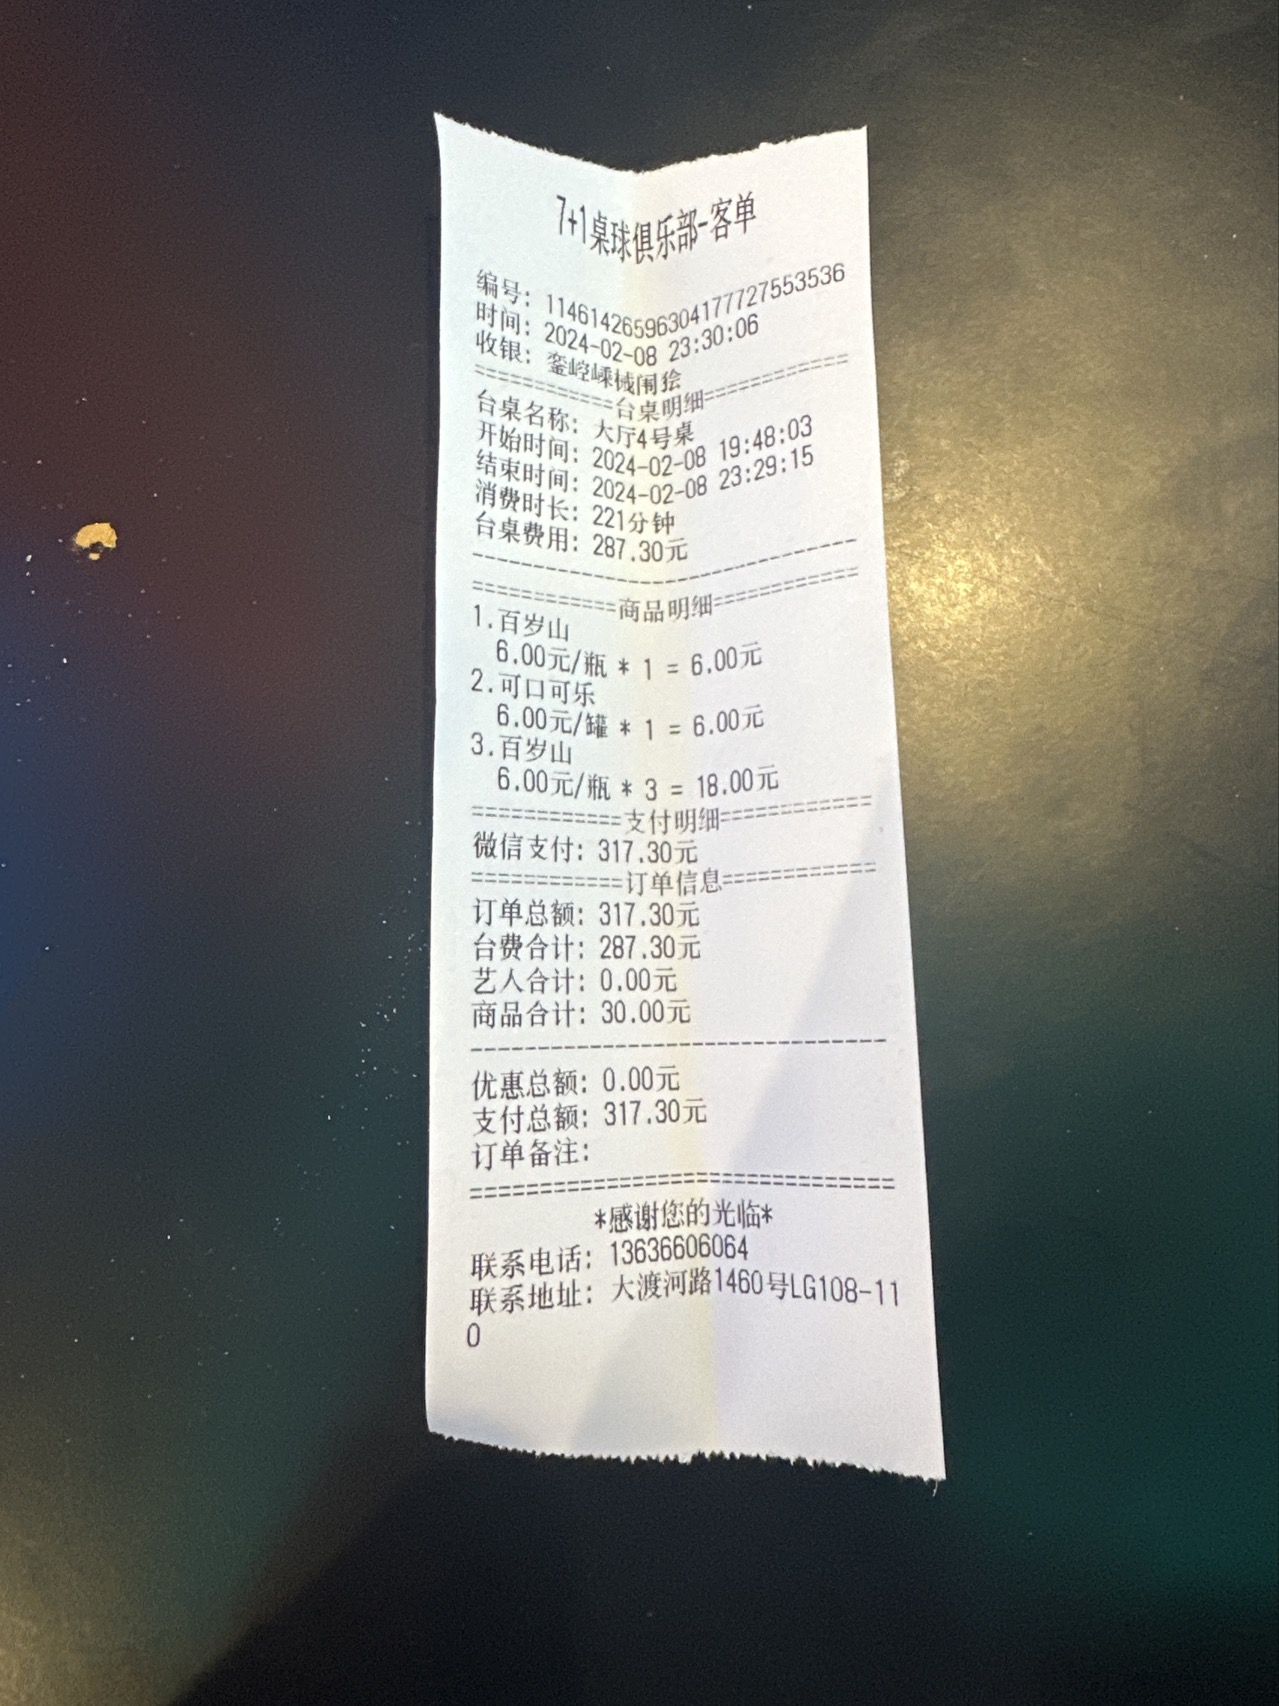 7+1桌球俱乐部-客单
编号: 11461426596304177727553536
时间: 2024-02-08 23:30:06
收银: 銮崆嵊械闹狯
==========台桌明细==========
台桌名称: 大厅4号桌
开始时间: 2024-02-08 19:48:03
结束时间: 2024-02-08 23:29:15
消费时长: 221分钟
台桌费用: 287.30元
--------------------------------
==========商品明细==========
1.百岁山
6.00元/瓶 * 1 = 6.00元
2.可口可乐
6.00元/罐 * 1 = 6.00元
3.百岁山
6.00元/瓶 * 3 = 18.00元
==========支付明细==========
微信支付: 317.30元
==========订单信息==========
订单总额: 317.30元
台费合计: 287.30元
艺人合计: 0.00元
商品合计: 30.00元
--------------------------------
优惠总额: 0.00元
支付总额: 317.30元
订单备注:
================================
*感谢您的光临*
联系电话: 13636606064
联系地址: 大渡河路1460号LG108-11
0